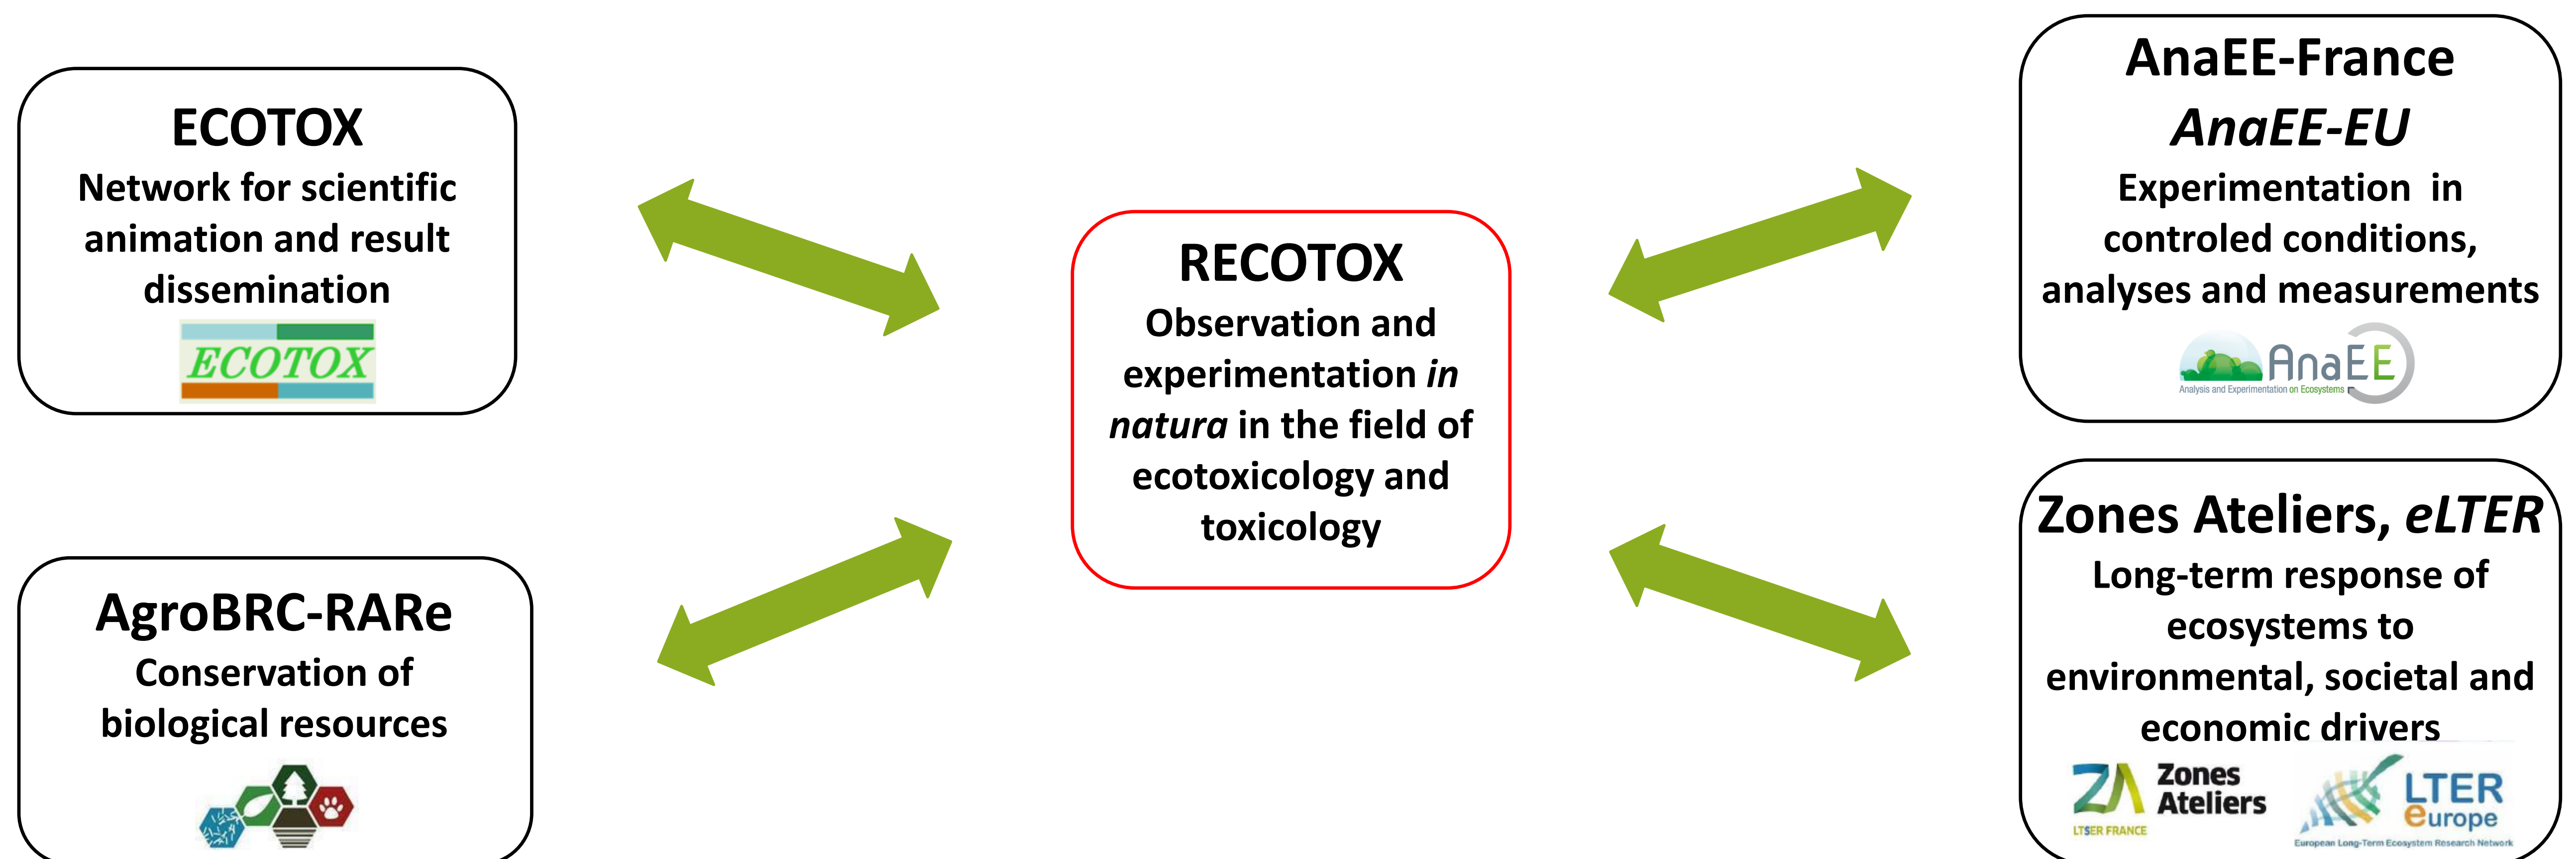 ECOTOX
Network for scientific
animation and result
dissemination
ECOTOX
AgroBRC-RARe
Conservation of
biological resources
RECOTOX
Observation and
experimentation in
natura in the field of
ecotoxicology and
toxicology
AnaEE-France
AnaEE-EU
Experimentation in
controled conditions,
analyses and measurements
AnaEE
Analysis and Experimentation on Ecosystems
Zones Ateliers, eLTER
Long-term response of
ecosystems to
environmental, societal and
economic drivers
ZA Zones
Ateliers
LTSER FRANCE
LTER
europe
European Long-Term Ecosystem Research Network